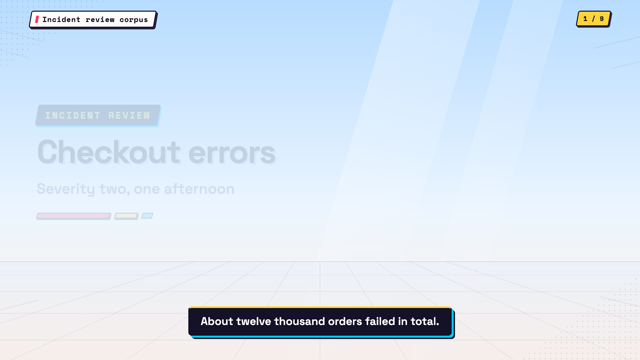 Incident review corpus
1 / 9
INCIDENT REVIEW
Checkout errors
Severity two, one afternoon
About twelve thousand orders failed in total.